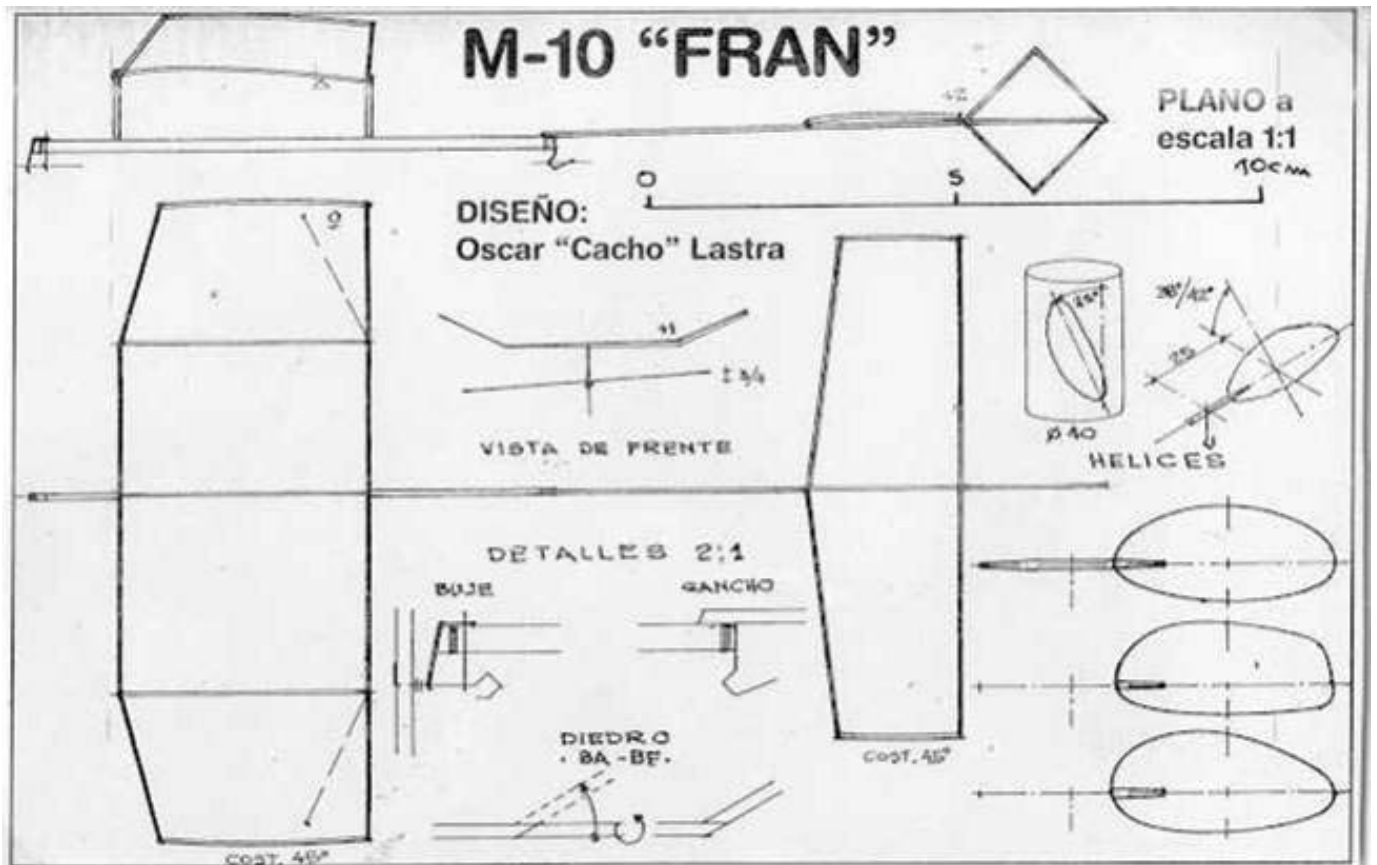 M-10 "FRAN"
PLANO a
escala 1:1
0
5
10cm
DISEÑO:
Oscar "Cacho" Lastra
VISTA DE FRENTE
Ø 40
25
HELICES
DETALLES 2:1
BUJE
GANCHO
DIEDRO
. BA - BF.
COST. 45°
COST. 45°